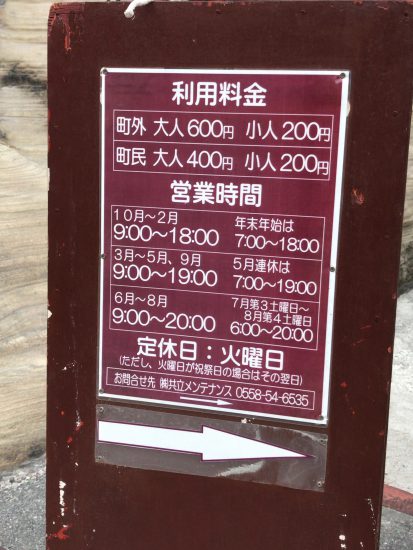 利用料金
町外 大人600円 小人200円
町民 大人400円 小人200円
営業時間
10月～2月 年末年始は
9:00～18:00 7:00～18:00
3月～5月、9月 5月連休は
9:00～19:00 7:00～19:00
6月～8月 7月第3土曜日～
8月第4土曜日
9:00～20:00 6:00～20:00
定休日：火曜日
(ただし、火曜日が祝祭日の場合はその翌日)
お問合せ先 ㈱共立メンテナンス 0558-54-6535